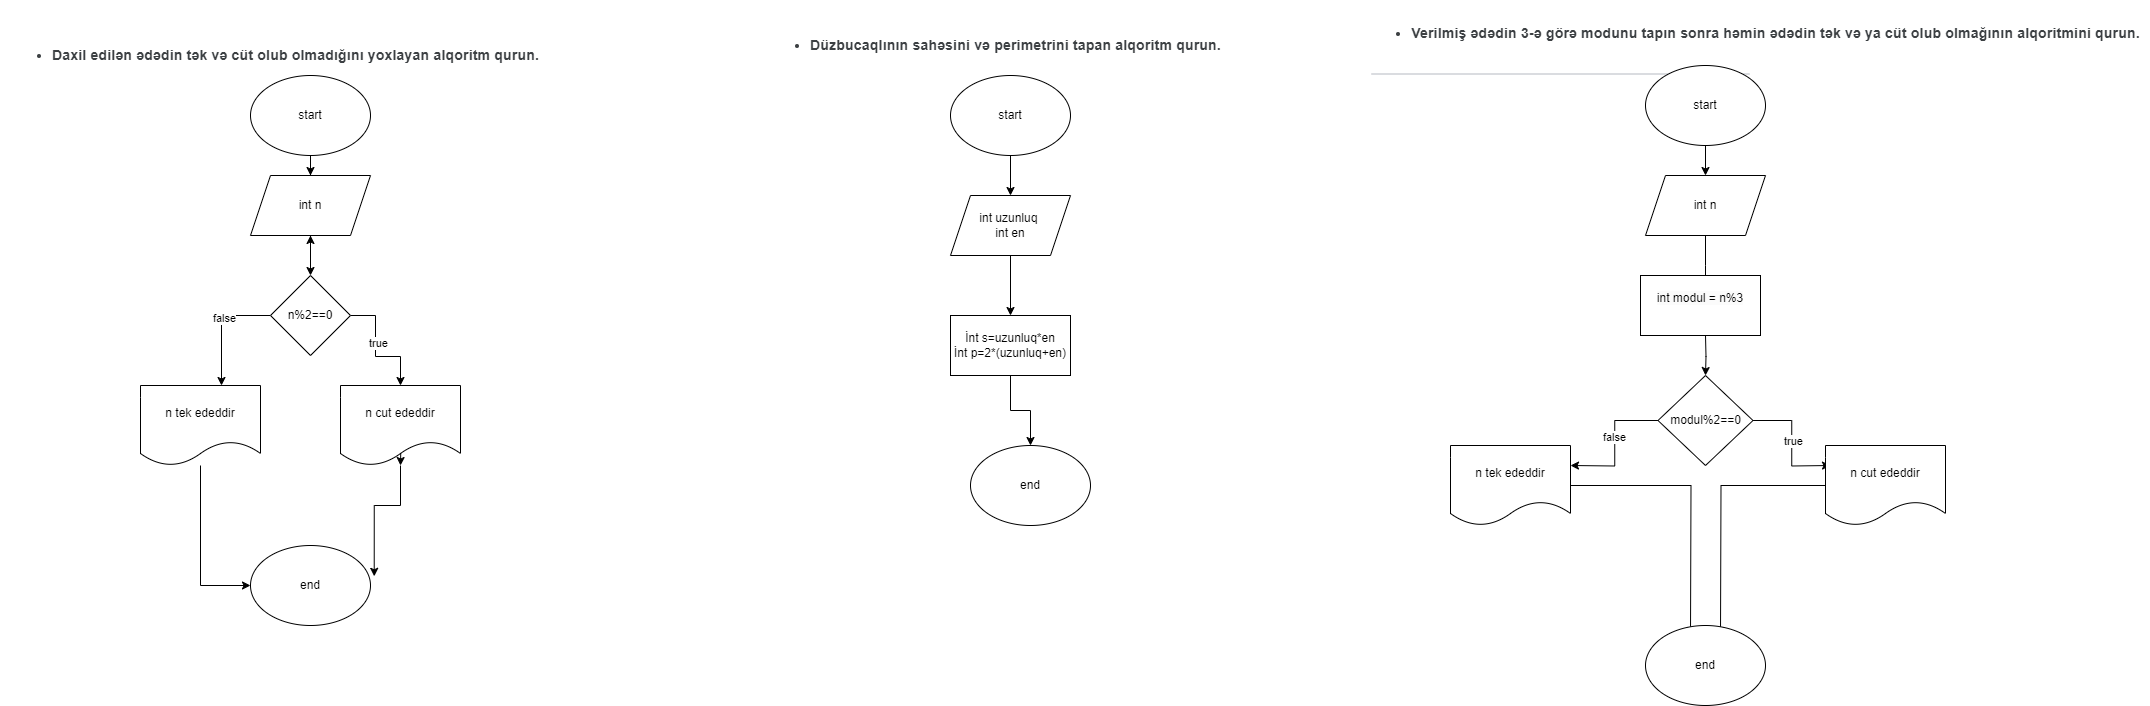 • Daxil edilən ədədin tək və cüt olub olmadığını yoxlayan alqoritm qurun.
start
int n
n%2==0
false
true
n tek ededdir
n cut ededdir
end
• Düzbucaqlının sahəsini və perimetrini tapan alqoritm qurun.
start
int uzunluq
int en
İnt s=uzunluq*en
İnt p=2*(uzunluq+en)
end
• Verilmiş ədədin 3-ə görə modunu tapın sonra həmin ədədin tək və ya cüt olub olmağının alqoritmini qurun.
start
int n
int modul = n%3
modul%2==0
false
true
n tek ededdir
n cut ededdir
end